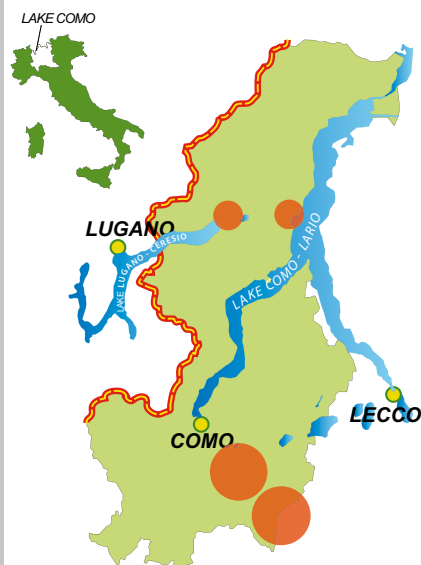 LAKE COMO
LUGANO
LAKE LUGANO - CERESIO
LAKE COMO - LARIO
LECCO
COMO